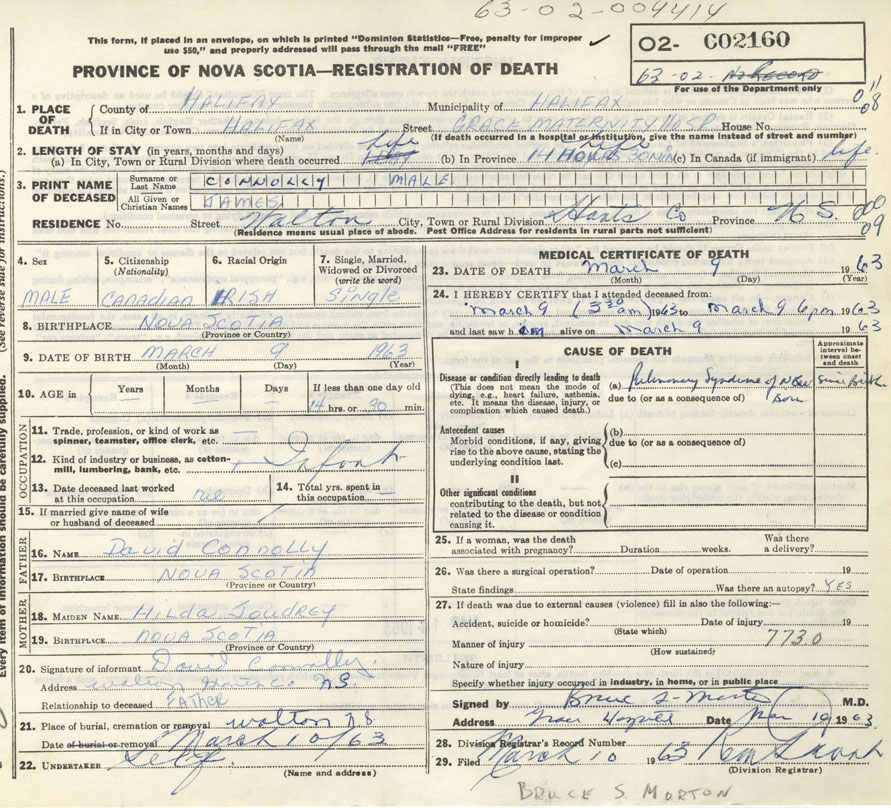 63-02-004414
This form, if placed in an envelope, on which is printed "Dominion Statistics—Free, penalty for improper
use $50," and properly addressed will pass through the mail "FREE"
02- C02160
63-02- No Record
For use of the Department only
PROVINCE OF NOVA SCOTIA—REGISTRATION OF DEATH
011
08
1. PLACE OF DEATH
County of HALIFAX Municipality of HALIFAX
If in City or Town HALIFAX Street GRACE MATERNITY HOSP House No.
(Name) (If death occurred in a hospital or institution, give the name instead of street and number)
2. LENGTH OF STAY (in years, months and days)
(a) In City, Town or Rural Division where death occurred life (b) In Province life 14 Hours 30 min (c) In Canada (if immigrant) life.
3. PRINT NAME OF DECEASED
Surname or Last Name CONNOLLY MALE
All Given or Christian Names JAMES
RESIDENCE No. Street Walton City, Town or Rural Division Hants Co Province N S. 000
09
(Residence means usual place of abode. Post Office Address for residents in rural parts not sufficient)
(See reverse side for instructions.)
Every item of information should be carefully supplied.
4. Sex 5. Citizenship (Nationality) 6. Racial Origin 7. Single, Married, Widowed or Divorced (write the word)
MALE CANADIAN IRISH Single
8. BIRTHPLACE NOVA SCOTIA
(Province or Country)
9. DATE OF BIRTH MARCH 9 1963
(Month) (Day) (Year)
10. AGE in Years Months Days If less than one day old
14 hrs. or 30 min.
OCCUPATION
11. Trade, profession, or kind of work as spinner, teamster, office clerk, etc.
12. Kind of industry or business, as cotton-mill, lumbering, bank, etc. Infant
13. Date deceased last worked at this occupation nil 14. Total yrs. spent in this occupation
15. If married give name of wife or husband of deceased
FATHER
16. NAME David Connolly
17. BIRTHPLACE NOVA SCOTIA
(Province or Country)
MOTHER
18. MAIDEN NAME HILDA JOUDREY
19. BIRTHPLACE NOVA SCOTIA
(Province or Country)
20. Signature of informant David Connolly.
Address Walton Hants Co NS.
Relationship to deceased FATHER
21. Place of burial, cremation or removal Walton NS
Date of burial or removal March 10/63
22. UNDERTAKER Self.
(Name and address)
MEDICAL CERTIFICATE OF DEATH
23. DATE OF DEATH March 9 1963
(Month) (Day) (Year)
24. I HEREBY CERTIFY that I attended deceased from:
March 9 (3 30 am) 1963 to March 9 6 pm 1963
and last saw him alive on March 9 1963
CAUSE OF DEATH
Approximate interval between onset and death
I
Disease or condition directly leading to death
(This does not mean the mode of dying, e.g., heart failure, asthenia, etc. It means the disease, injury, or complication which caused death.)
(a) Pulmonary Syndrome of New Born Since Birth
due to (or as a consequence of)
Antecedent causes
Morbid conditions, if any, giving rise to the above cause, stating the underlying condition last.
(b)
due to (or as a consequence of)
(c)
II
Other significant conditions
contributing to the death, but not related to the disease or condition causing it.
25. If a woman, was the death associated with pregnancy? Duration weeks. Was there a delivery?
26. Was there a surgical operation? Date of operation 19
State findings Was there an autopsy? YES
27. If death was due to external causes (violence) fill in also the following:—
Accident, suicide or homicide? Date of injury 19
(State which)
Manner of injury 773.0
(How sustained)
Nature of injury
Specify whether injury occurred in industry, in home, or in public place
Signed by Bruce S Morton M.D.
Address Grace Hospital Date Mar 19 1963
28. Division Registrar's Record Number
29. Filed March 10 1963
(Division Registrar)
BRUCE S. MORTON